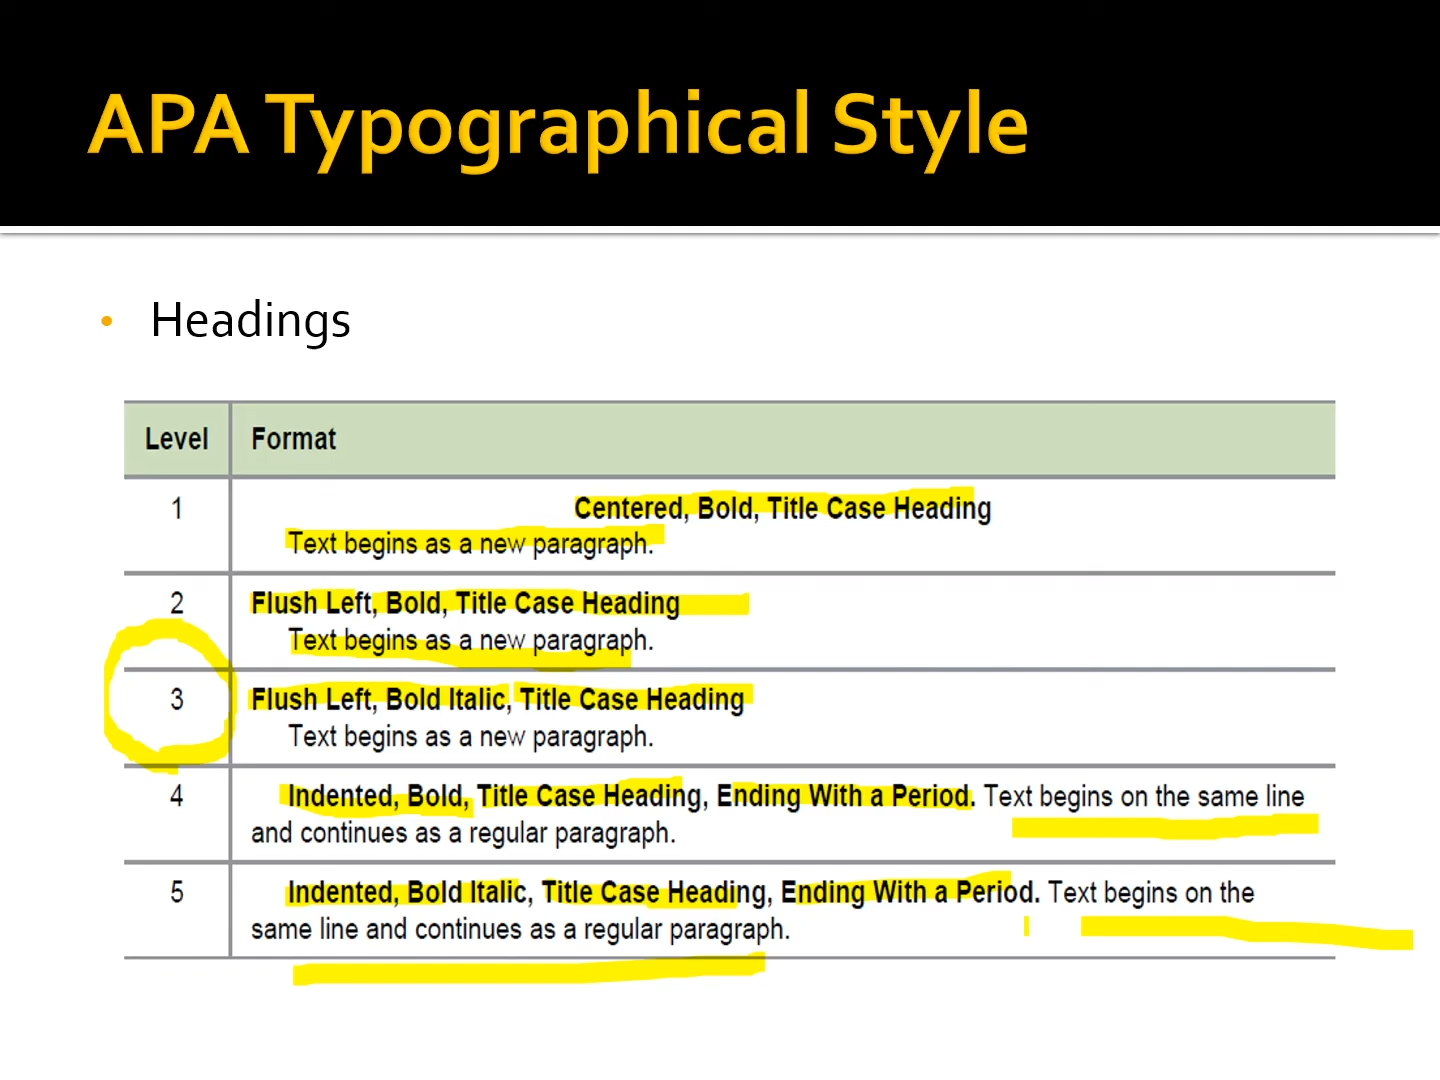 APA Typographical Style
• Headings
Level Format
1 Centered, Bold, Title Case Heading
Text begins as a new paragraph.
2 Flush Left, Bold, Title Case Heading
Text begins as a new paragraph.
3 Flush Left, Bold Italic, Title Case Heading
Text begins as a new paragraph.
4 Indented, Bold, Title Case Heading, Ending With a Period. Text begins on the same line
and continues as a regular paragraph.
5 Indented, Bold Italic, Title Case Heading, Ending With a Period. Text begins on the
same line and continues as a regular paragraph.